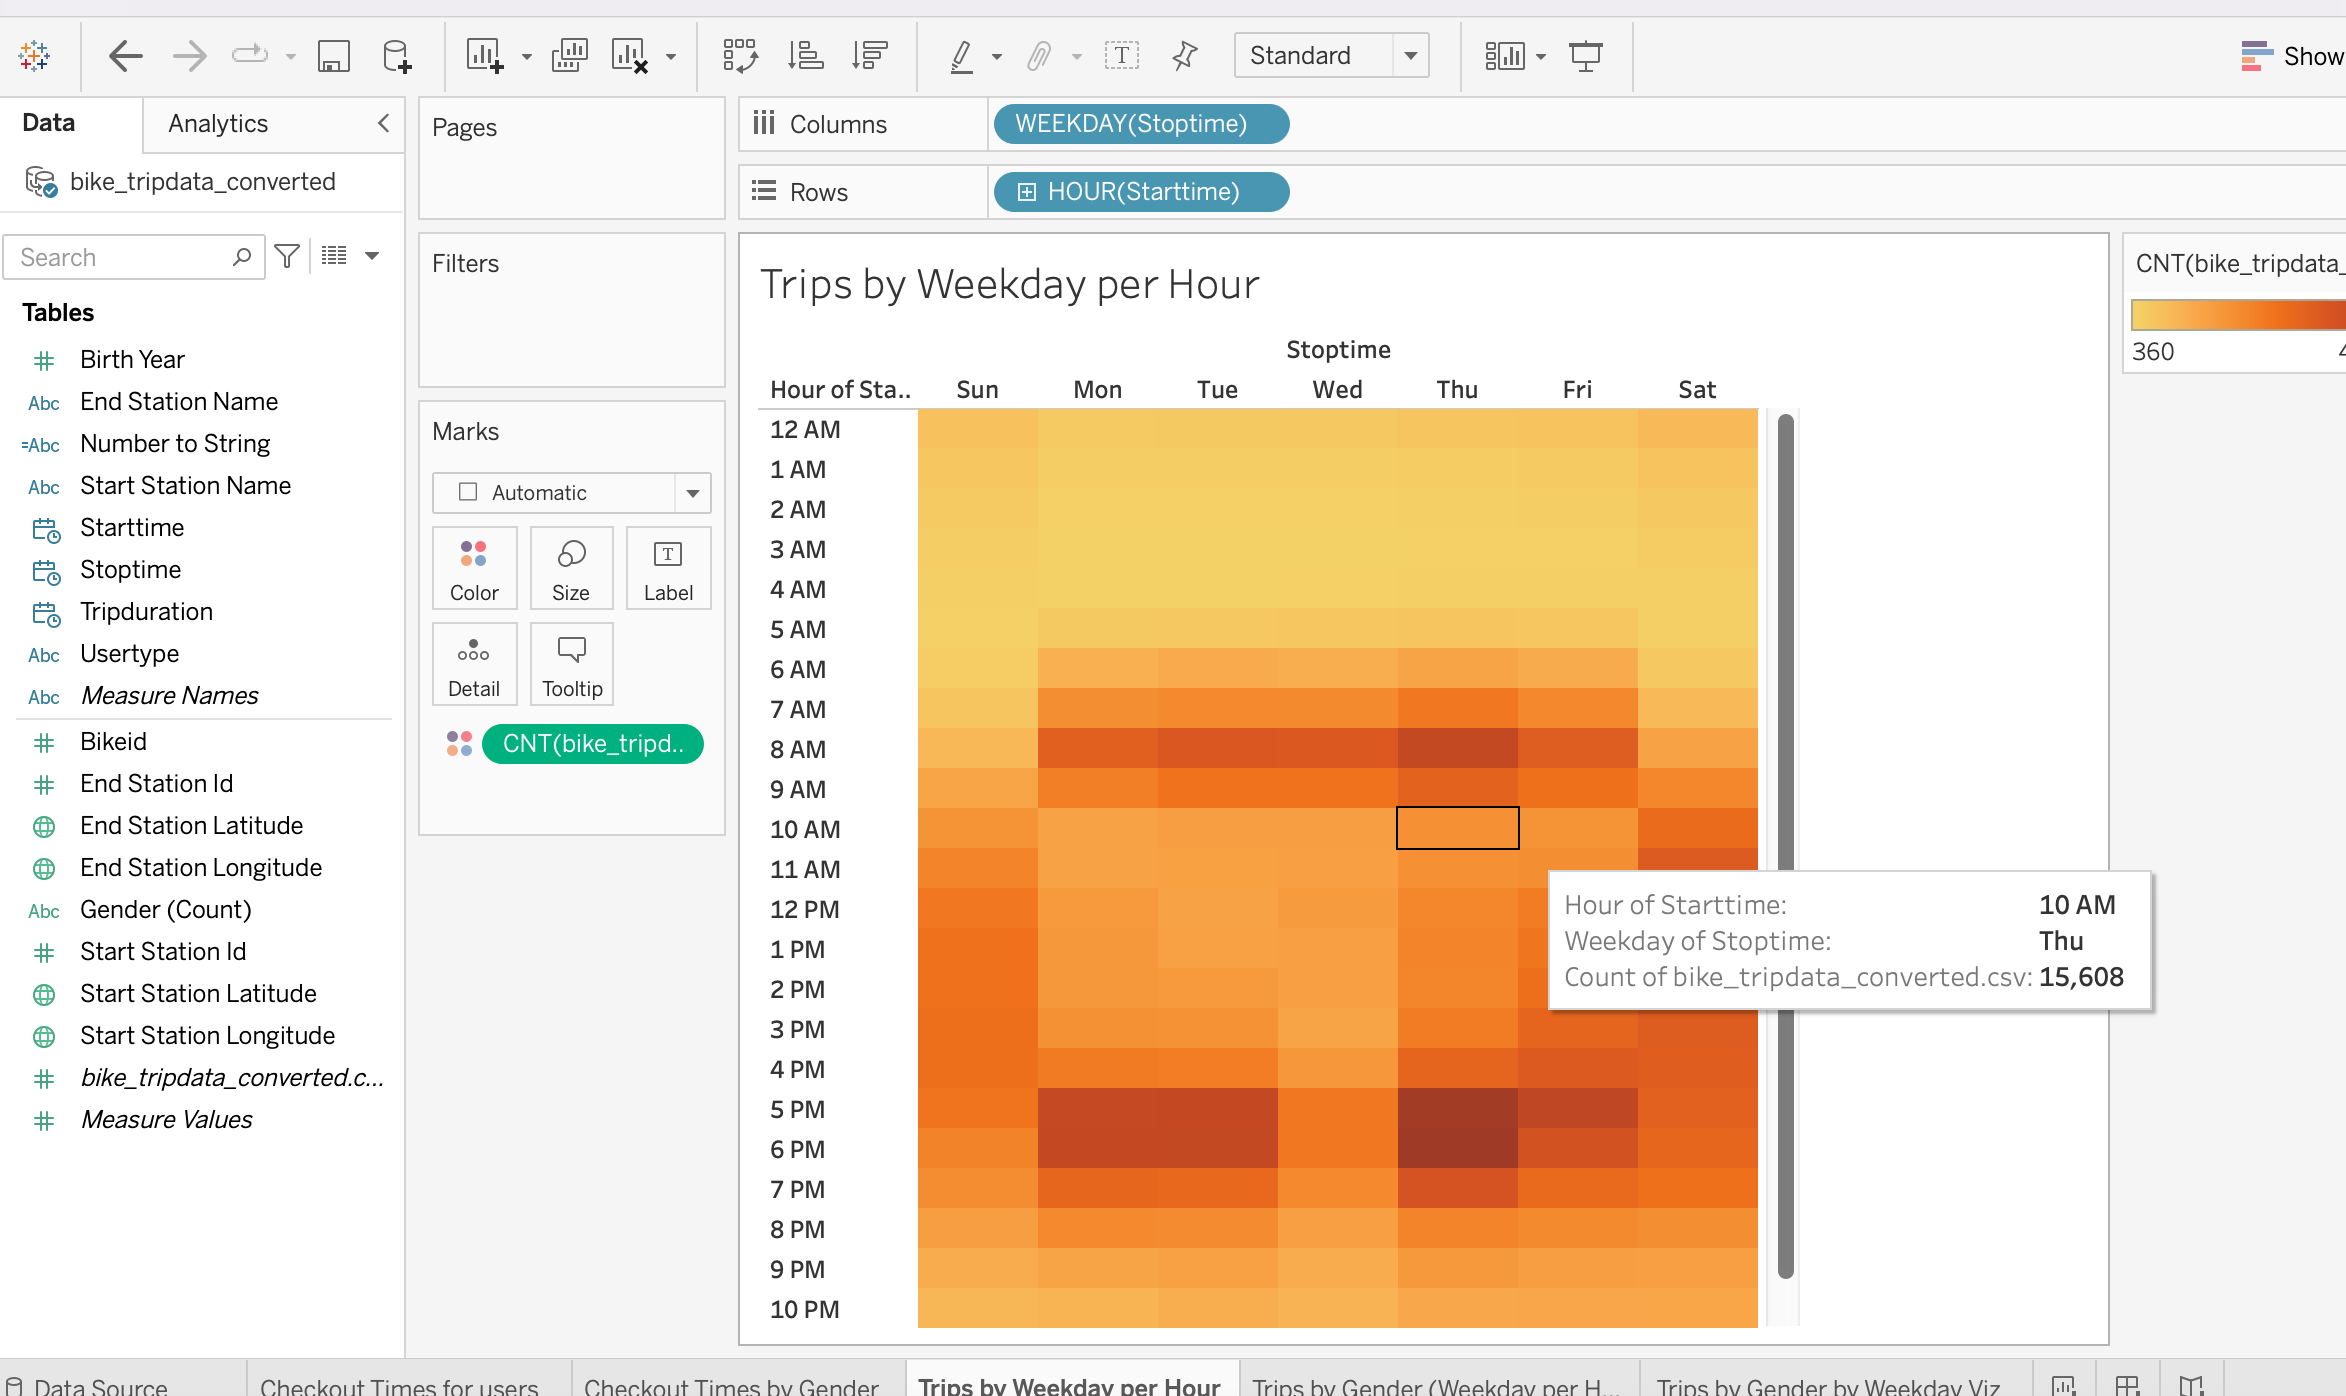 Standard
Show
Data
Analytics
bike_tripdata_converted
Search
Tables
Birth Year
Abc End Station Name
=Abc Number to String
Abc Start Station Name
Starttime
Stoptime
Tripduration
Abc Usertype
Abc Measure Names
Bikeid
End Station Id
End Station Latitude
End Station Longitude
Abc Gender (Count)
Start Station Id
Start Station Latitude
Start Station Longitude
bike_tripdata_converted.c...
Measure Values
Pages
Filters
Marks
Automatic
Color Size Label
Detail Tooltip
CNT(bike_tripd..
Columns WEEKDAY(Stoptime)
Rows HOUR(Starttime)
Trips by Weekday per Hour
Stoptime
Hour of Sta.. Sun Mon Tue Wed Thu Fri Sat
12 AM
1 AM
2 AM
3 AM
4 AM
5 AM
6 AM
7 AM
8 AM
9 AM
10 AM
11 AM
12 PM
1 PM
2 PM
3 PM
4 PM
5 PM
6 PM
7 PM
8 PM
9 PM
10 PM
Hour of Starttime: 10 AM
Weekday of Stoptime: Thu
Count of bike_tripdata_converted.csv: 15,608
CNT(bike_tripdata_
360
Data Source
Checkout Times for users
Checkout Times by Gender
Trips by Weekday per Hour
Trips by Gender (Weekday per H...
Trips by Gender by Weekday Viz